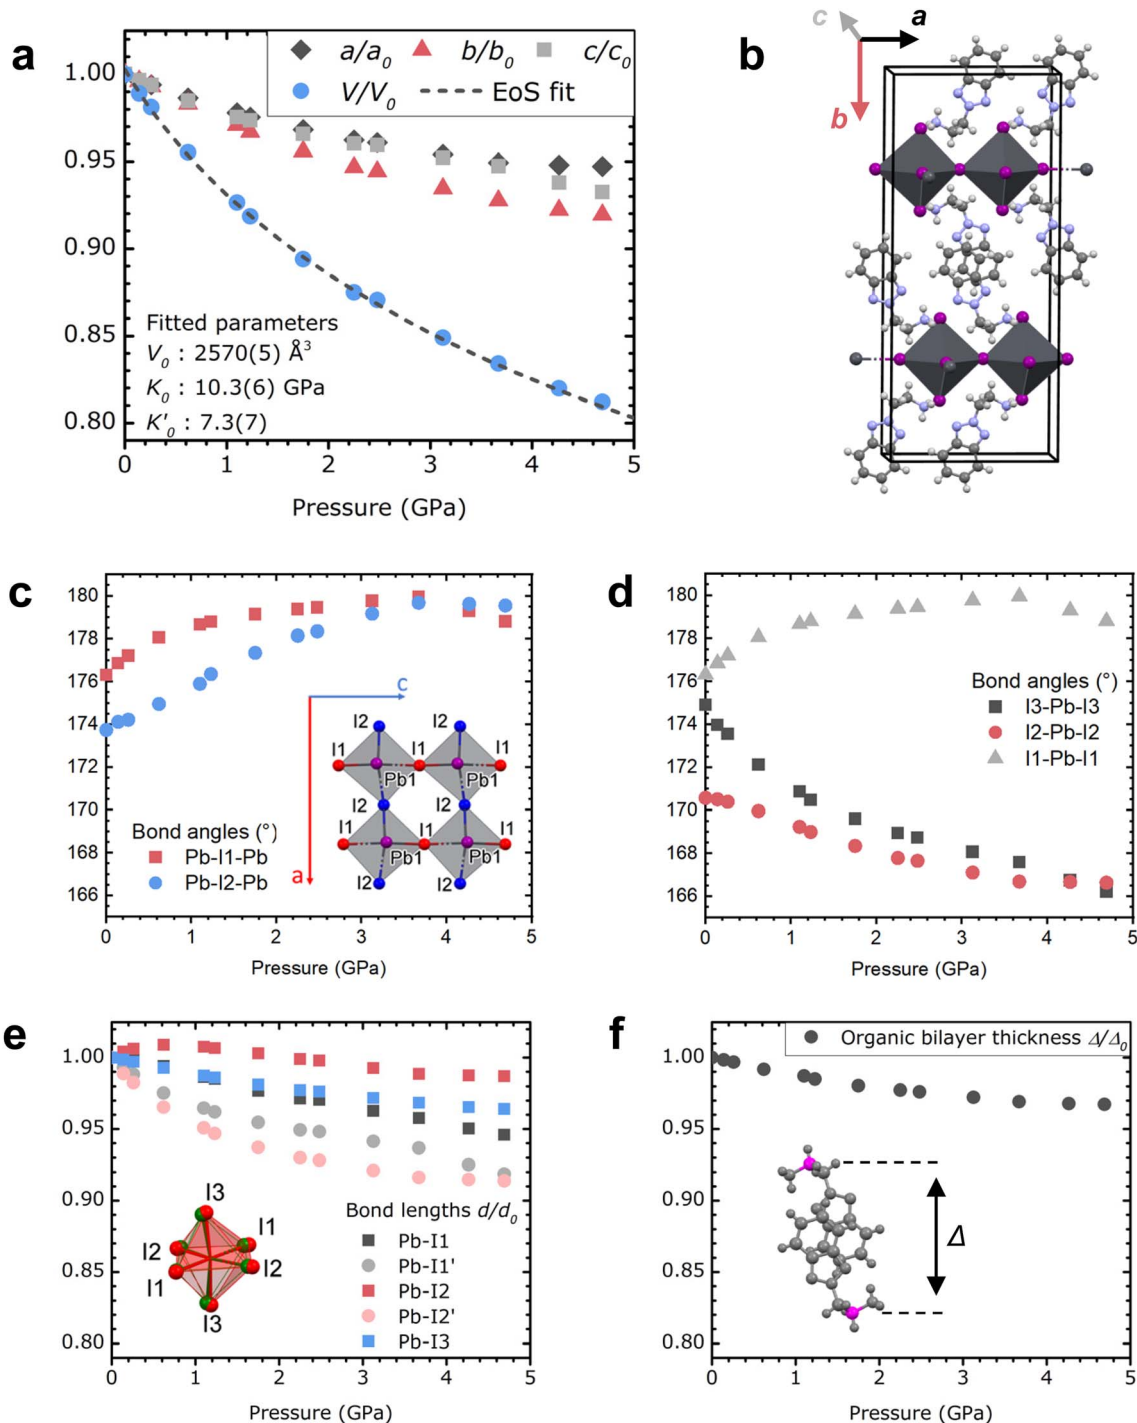 a
a/a0 b/b0 c/c0
V/V0 EoS fit
1.00
0.95
0.90
0.85
0.80
Fitted parameters
V0 : 2570(5) Å3
K0 : 10.3(6) GPa
K'0 : 7.3(7)
0 1 2 3 4 5
Pressure (GPa)
b
c
a
b
c
180
178
176
174
172
170
168
166
c
I2 I2
I1 I1 I1
Pb1 Pb1
I2 I2
I1 I1 I1
Pb1 Pb1
I2 I2
a
Bond angles (°)
Pb-I1-Pb
Pb-I2-Pb
0 1 2 3 4 5
Pressure (GPa)
d
180
178
176
174
172
170
168
166
Bond angles (°)
I3-Pb-I3
I2-Pb-I2
I1-Pb-I1
0 1 2 3 4 5
Pressure (GPa)
e
1.00
0.95
0.90
0.85
0.80
I3
I1
I2
I2
I1
I3
Bond lengths d/d0
Pb-I1
Pb-I1'
Pb-I2
Pb-I2'
Pb-I3
0 1 2 3 4 5
Pressure (GPa)
f
Organic bilayer thickness Δ/Δ0
1.00
0.95
0.90
0.85
0.80
Δ
0 1 2 3 4 5
Pressure (GPa)